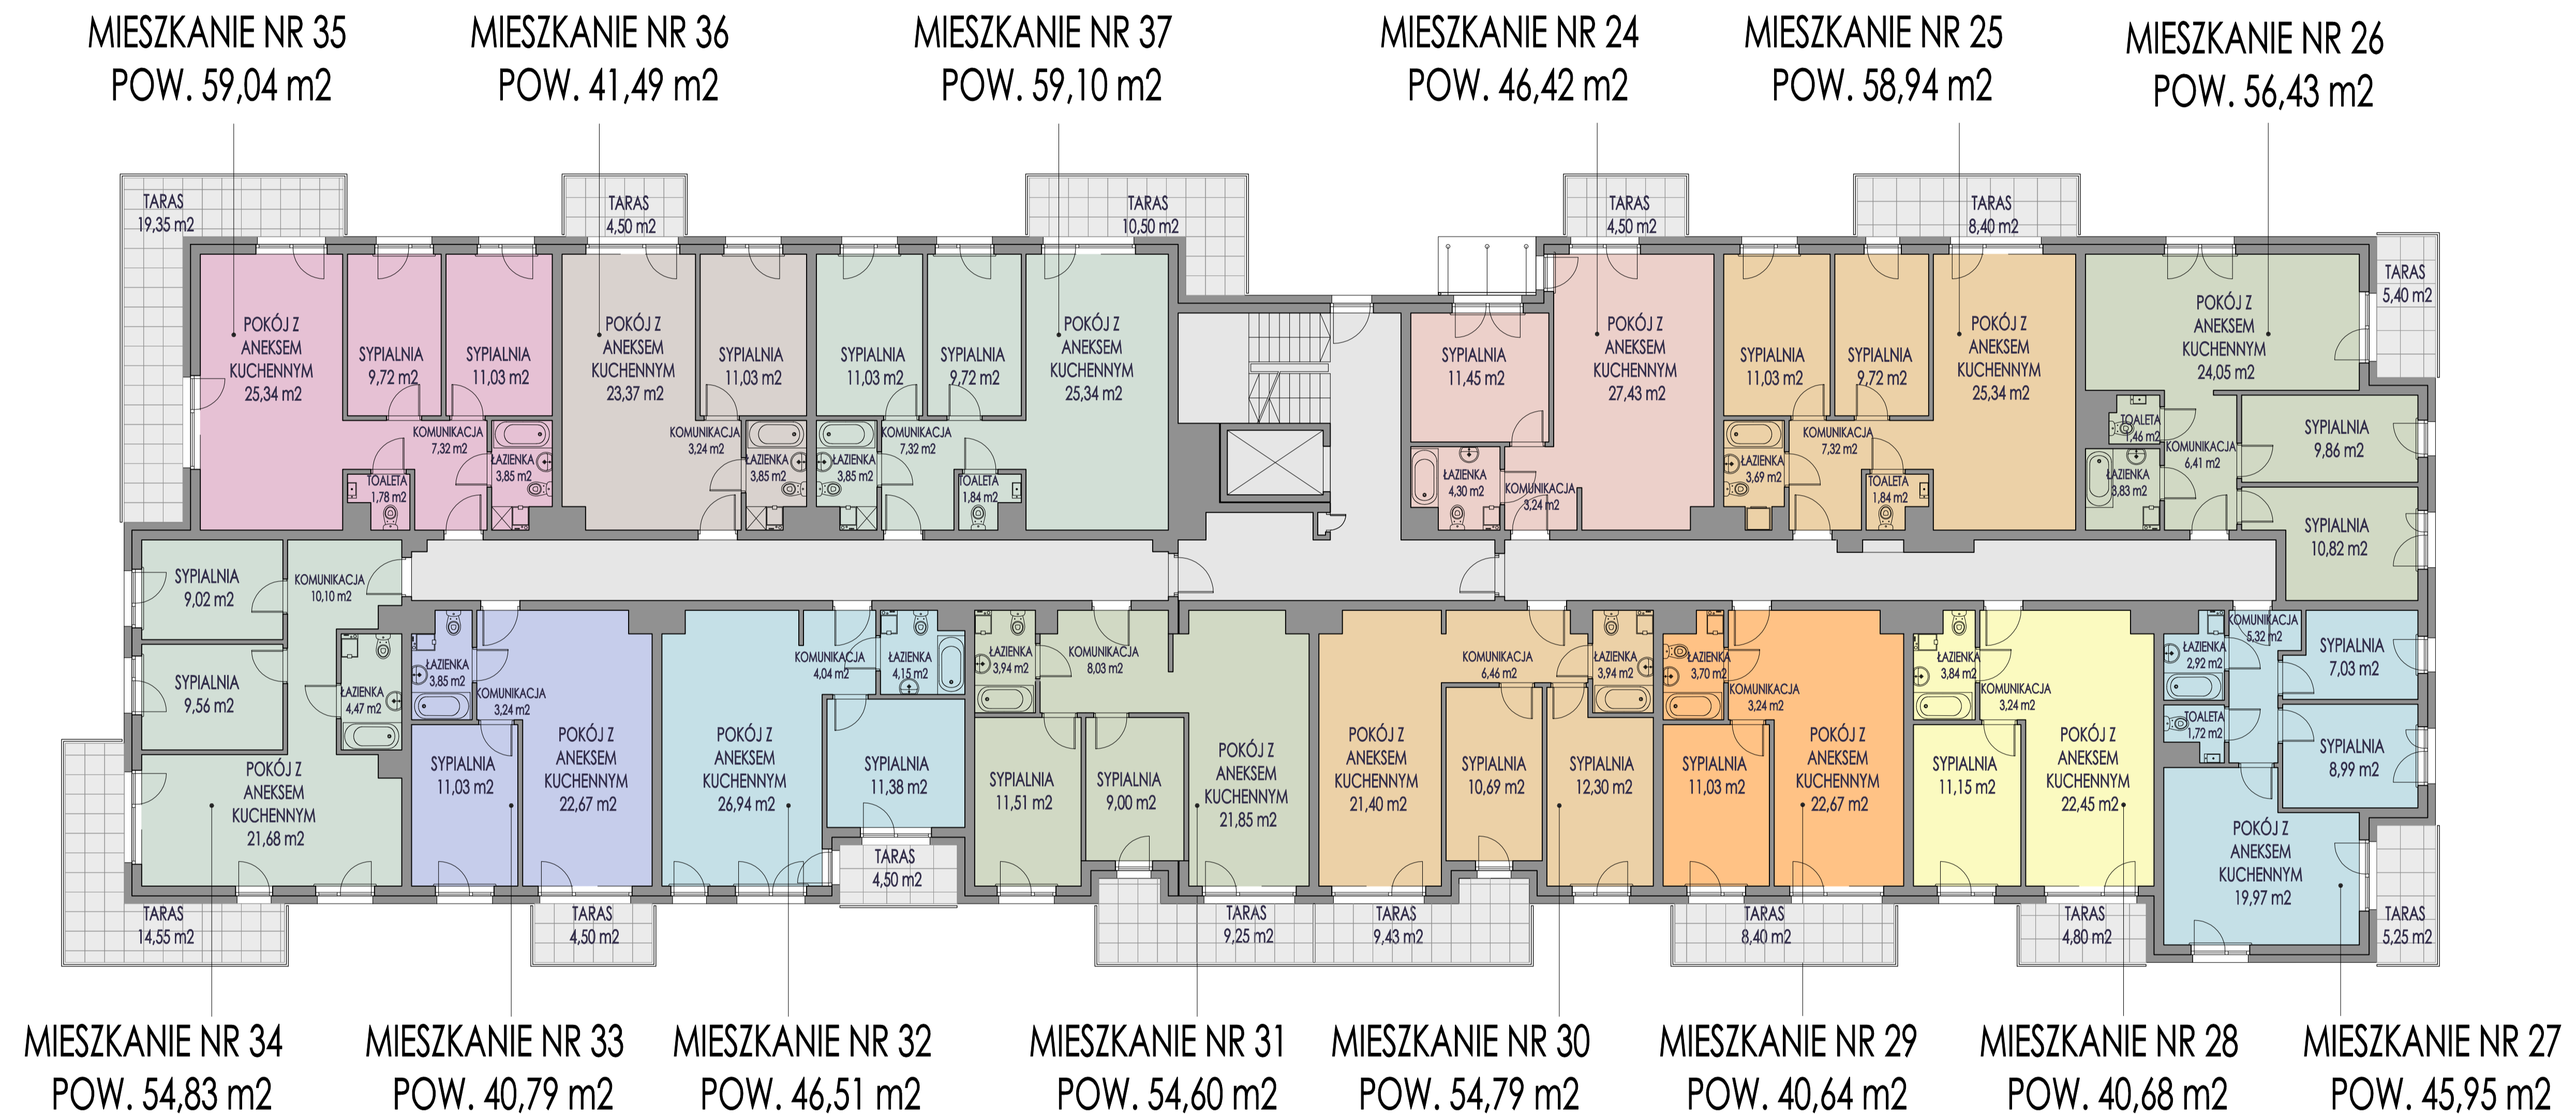 MIESZKANIE NR 35
POW. 59,04 m2
MIESZKANIE NR 36
POW. 41,49 m2
MIESZKANIE NR 37
POW. 59,10 m2
MIESZKANIE NR 24
POW. 46,42 m2
MIESZKANIE NR 25
POW. 58,94 m2
MIESZKANIE NR 26
POW. 56,43 m2
TARAS
19,35 m2
POKÓJ Z
ANEKSEM
KUCHENNYM
25,34 m2
SYPIALNIA
9,72 m2
SYPIALNIA
11,03 m2
KOMUNIKACJA
7,32 m2
ŁAZIENKA
3,85 m2
TOALETA
1,78 m2
TARAS
4,50 m2
POKÓJ Z
ANEKSEM
KUCHENNYM
23,37 m2
SYPIALNIA
11,03 m2
KOMUNIKACJA
3,24 m2
ŁAZIENKA
3,85 m2
TARAS
10,50 m2
SYPIALNIA
11,03 m2
SYPIALNIA
9,72 m2
POKÓJ Z
ANEKSEM
KUCHENNYM
25,34 m2
ŁAZIENKA
3,85 m2
KOMUNIKACJA
7,32 m2
TOALETA
1,84 m2
TARAS
4,50 m2
SYPIALNIA
11,45 m2
POKÓJ Z
ANEKSEM
KUCHENNYM
27,43 m2
ŁAZIENKA
4,30 m2
KOMUNIKACJA
3,24 m2
TARAS
8,40 m2
SYPIALNIA
11,03 m2
SYPIALNIA
9,72 m2
POKÓJ Z
ANEKSEM
KUCHENNYM
25,34 m2
ŁAZIENKA
3,69 m2
KOMUNIKACJA
7,32 m2
TOALETA
1,84 m2
TARAS
5,40 m2
POKÓJ Z
ANEKSEM
KUCHENNYM
24,05 m2
TOALETA
1,46 m2
KOMUNIKACJA
6,41 m2
ŁAZIENKA
3,83 m2
SYPIALNIA
9,86 m2
SYPIALNIA
10,82 m2
SYPIALNIA
9,02 m2
KOMUNIKACJA
10,10 m2
SYPIALNIA
9,56 m2
ŁAZIENKA
4,47 m2
POKÓJ Z
ANEKSEM
KUCHENNYM
21,68 m2
TARAS
14,55 m2
ŁAZIENKA
3,85 m2
KOMUNIKACJA
3,24 m2
SYPIALNIA
11,03 m2
POKÓJ Z
ANEKSEM
KUCHENNYM
22,67 m2
TARAS
4,50 m2
KOMUNIKACJA
4,04 m2
ŁAZIENKA
4,15 m2
POKÓJ Z
ANEKSEM
KUCHENNYM
26,94 m2
SYPIALNIA
11,38 m2
TARAS
4,50 m2
ŁAZIENKA
3,94 m2
KOMUNIKACJA
8,03 m2
SYPIALNIA
11,51 m2
SYPIALNIA
9,00 m2
POKÓJ Z
ANEKSEM
KUCHENNYM
21,85 m2
TARAS
9,25 m2
KOMUNIKACJA
6,46 m2
ŁAZIENKA
3,94 m2
POKÓJ Z
ANEKSEM
KUCHENNYM
21,40 m2
SYPIALNIA
10,69 m2
SYPIALNIA
12,30 m2
TARAS
9,43 m2
ŁAZIENKA
3,70 m2
KOMUNIKACJA
3,24 m2
SYPIALNIA
11,03 m2
POKÓJ Z
ANEKSEM
KUCHENNYM
22,67 m2
TARAS
8,40 m2
ŁAZIENKA
3,84 m2
KOMUNIKACJA
3,24 m2
SYPIALNIA
11,15 m2
POKÓJ Z
ANEKSEM
KUCHENNYM
22,45 m2
TARAS
4,80 m2
KOMUNIKACJA
5,32 m2
ŁAZIENKA
2,92 m2
SYPIALNIA
7,03 m2
TOALETA
1,72 m2
SYPIALNIA
8,99 m2
POKÓJ Z
ANEKSEM
KUCHENNYM
19,97 m2
TARAS
5,25 m2
MIESZKANIE NR 34
POW. 54,83 m2
MIESZKANIE NR 33
POW. 40,79 m2
MIESZKANIE NR 32
POW. 46,51 m2
MIESZKANIE NR 31
POW. 54,60 m2
MIESZKANIE NR 30
POW. 54,79 m2
MIESZKANIE NR 29
POW. 40,64 m2
MIESZKANIE NR 28
POW. 40,68 m2
MIESZKANIE NR 27
POW. 45,95 m2